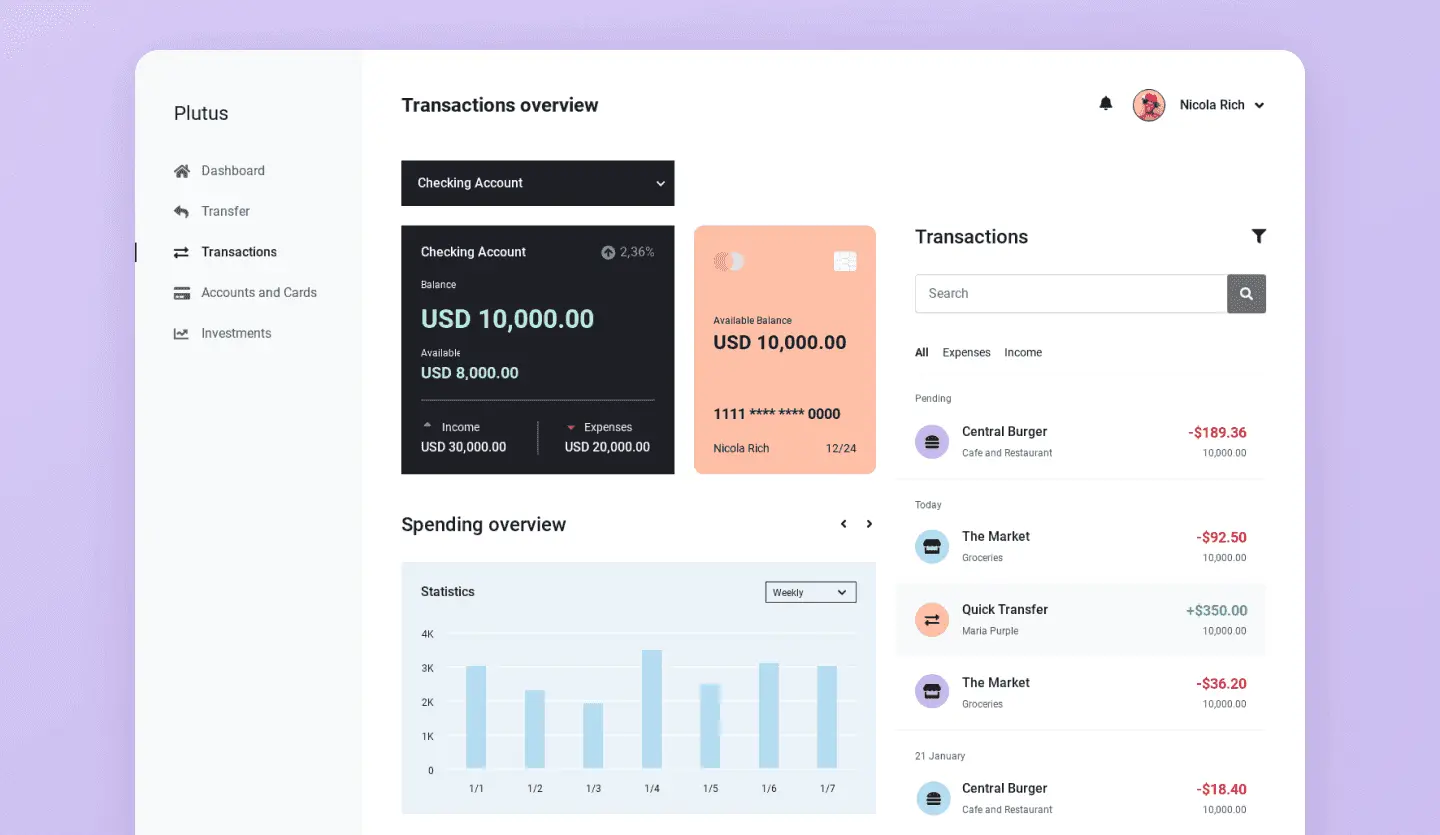 Plutus
Dashboard
Transfer
Transactions
Accounts and Cards
Investments
Transactions overview
Nicola Rich
Checking Account
Checking Account 2,36%
Balance
USD 10,000.00
Available
USD 8,000.00
Income Expenses
USD 30,000.00 USD 20,000.00
Available Balance
USD 10,000.00
1111 **** **** 0000
Nicola Rich 12/24
Spending overview
Statistics Weekly
4K
3K
2K
1K
0
1/1 1/2 1/3 1/4 1/5 1/6 1/7
Transactions
Search
All Expenses Income
Pending
Central Burger -$189.36
Cafe and Restaurant 10,000.00
Today
The Market -$92.50
Groceries 10,000.00
Quick Transfer +$350.00
Maria Purple 10,000.00
The Market -$36.20
Groceries 10,000.00
21 January
Central Burger -$18.40
Cafe and Restaurant 10,000.00